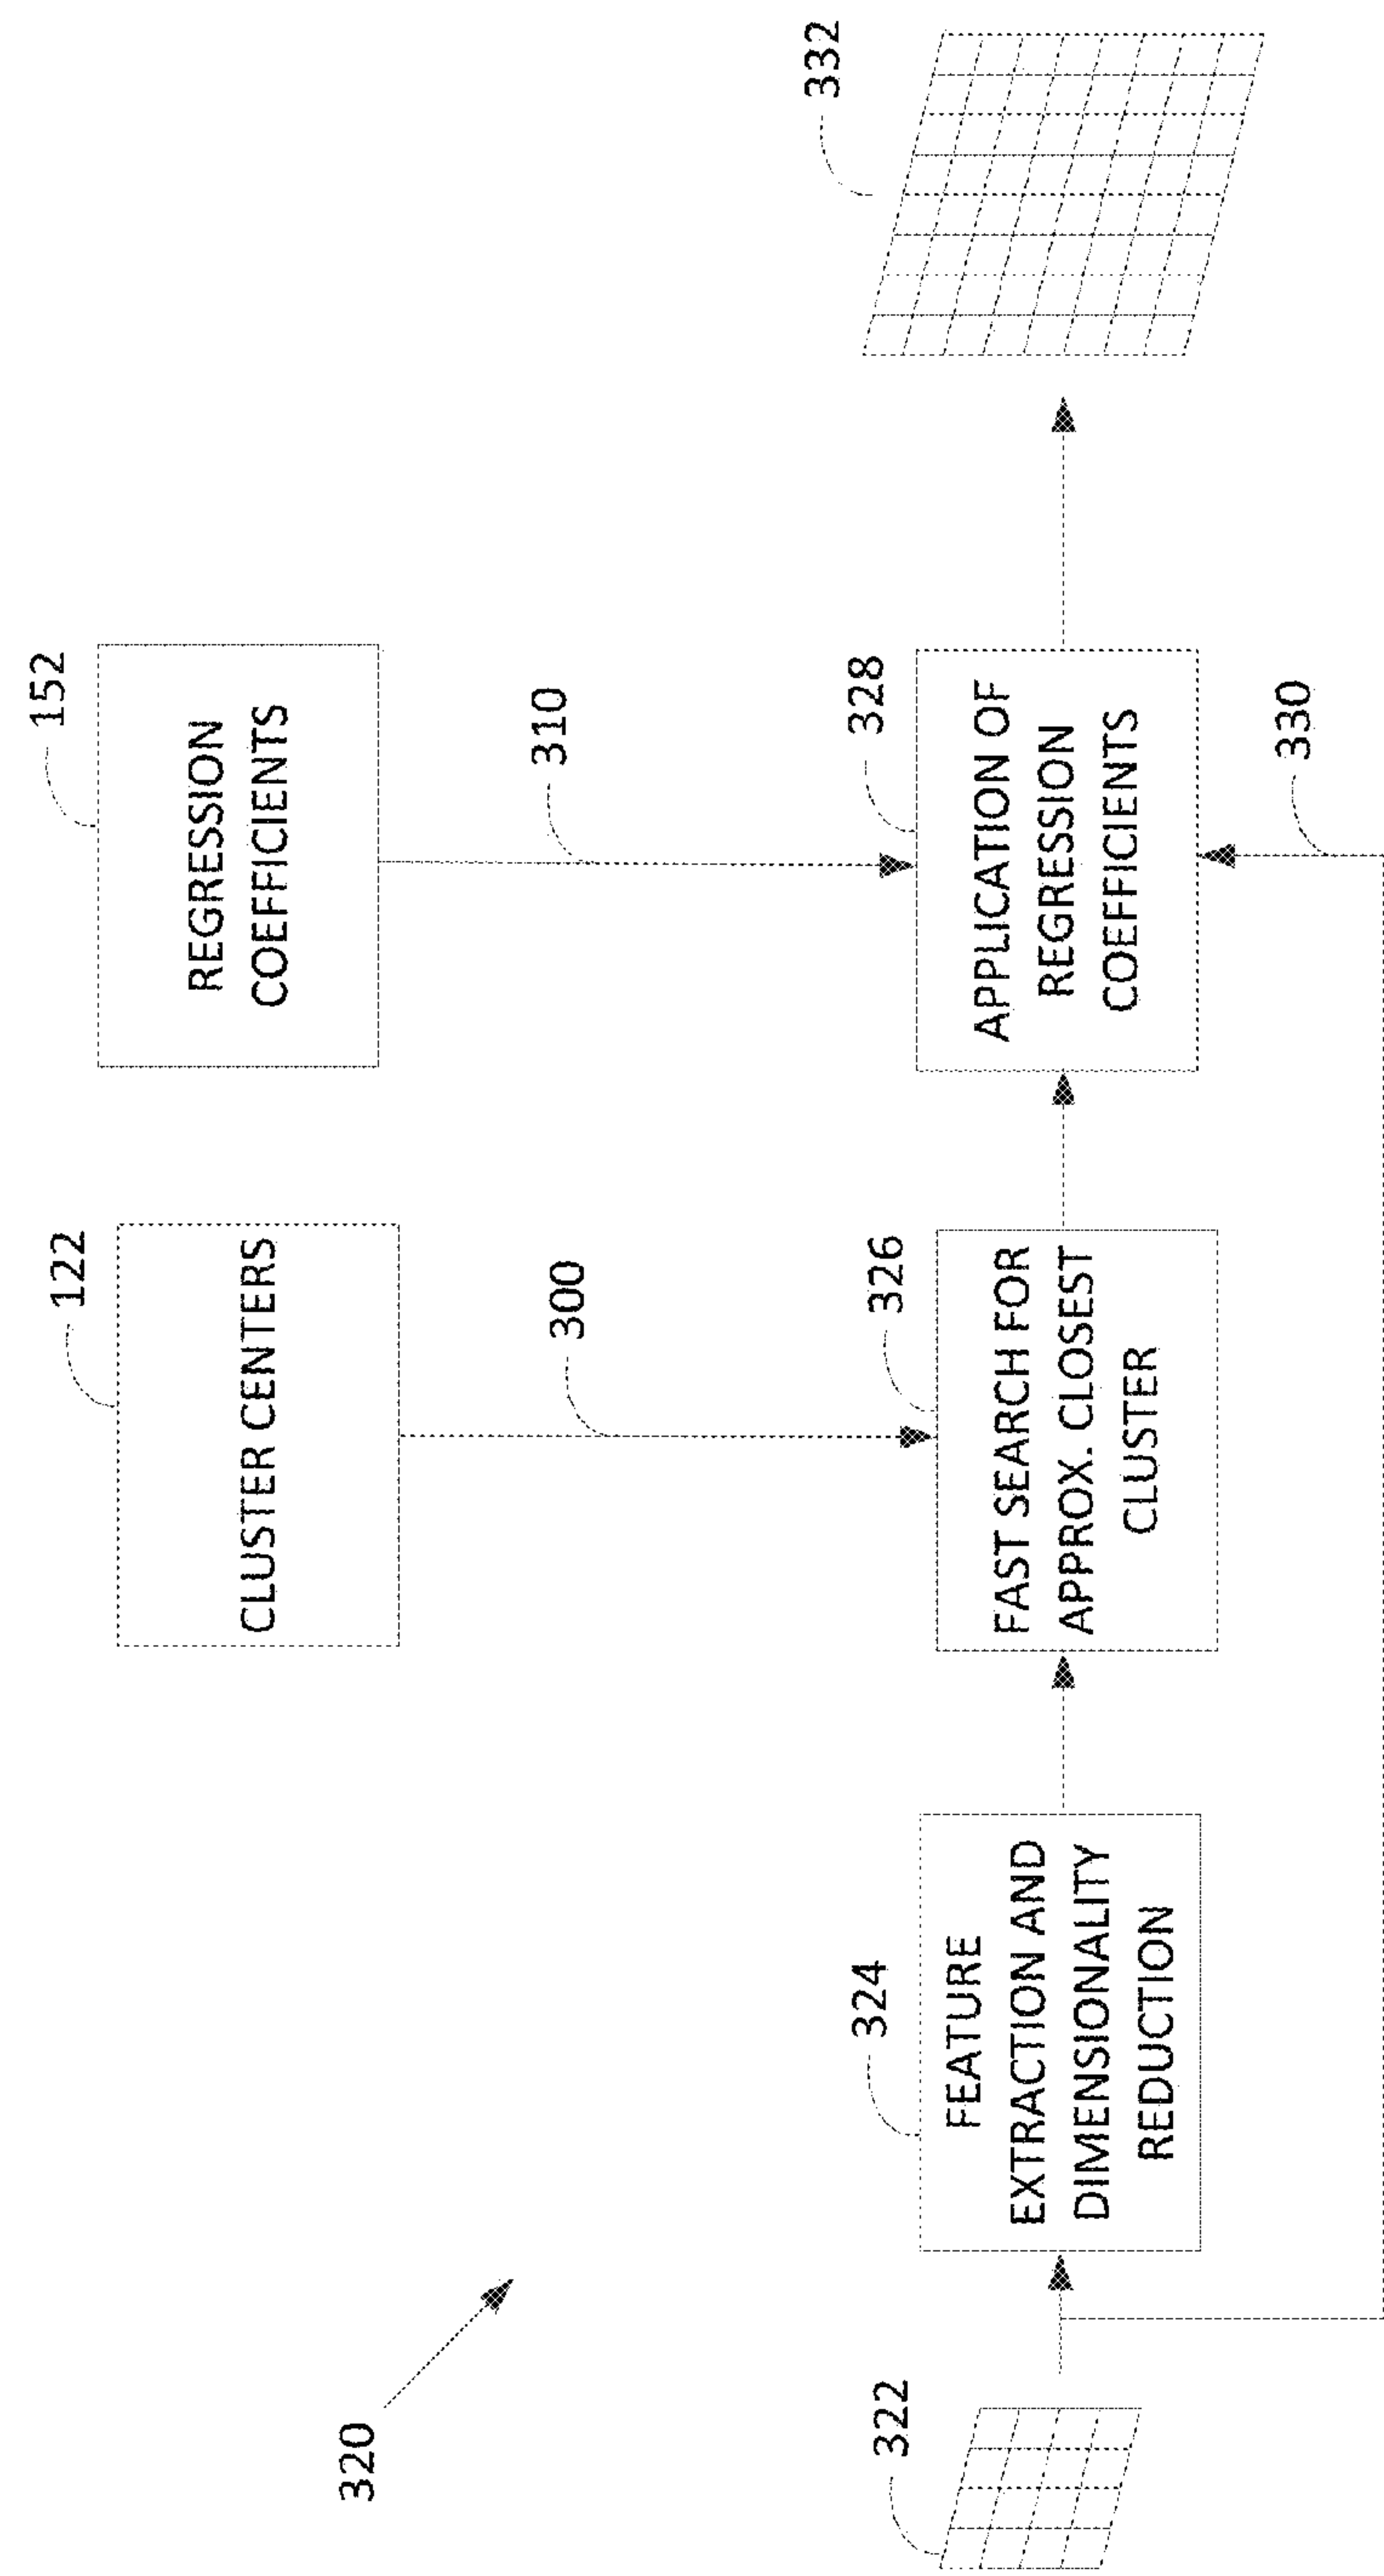 320
122
CLUSTER CENTERS
152
REGRESSION
COEFFICIENTS
300
310
322
324
FEATURE
EXTRACTION AND
DIMENSIONALITY
REDUCTION
326
FAST SEARCH FOR
APPROX. CLOSEST
CLUSTER
328
APPLICATION OF
REGRESSION
COEFFICIENTS
332
330